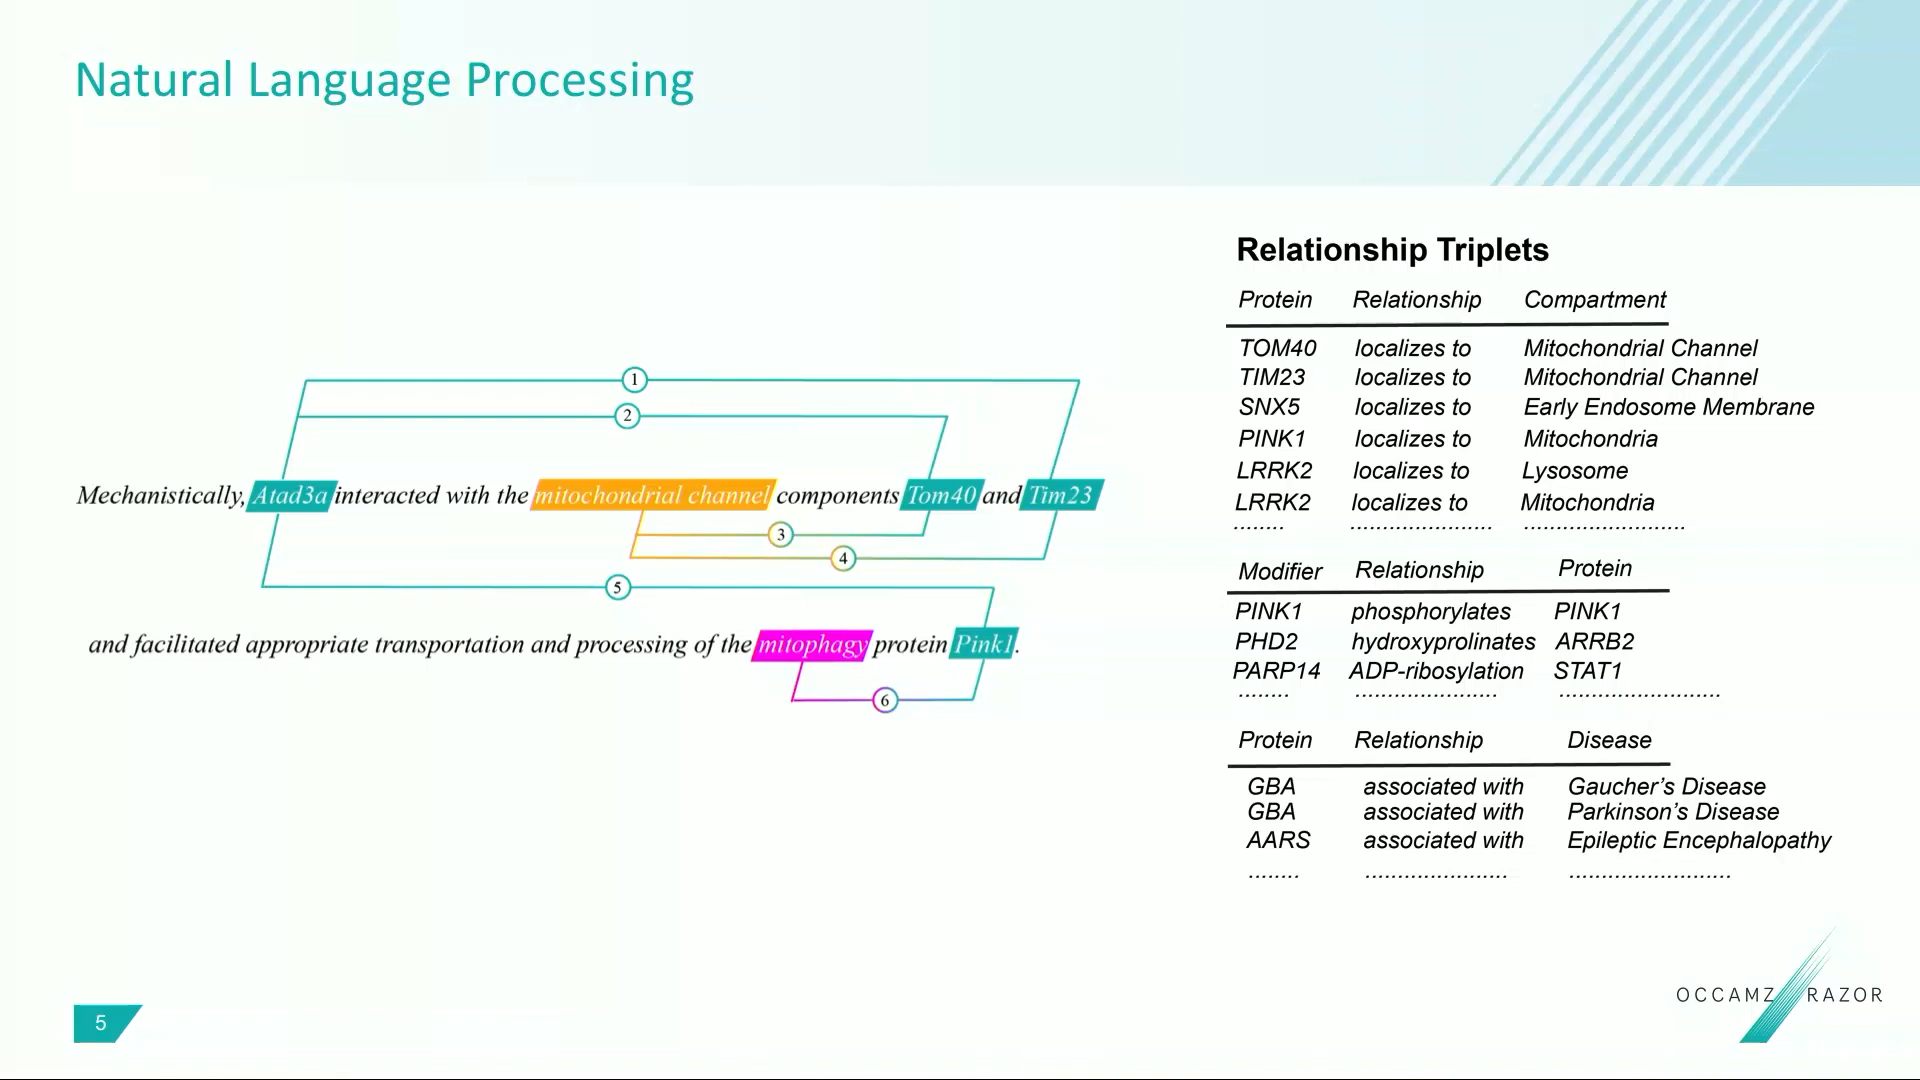 Natural Language Processing
1
2
Mechanistically, Atad3a interacted with the mitochondrial channel components Tom40 and Tim23
3
4
5
and facilitated appropriate transportation and processing of the mitophagy protein Pink1.
6
Relationship Triplets
Protein Relationship Compartment
TOM40 localizes to Mitochondrial Channel
TIM23 localizes to Mitochondrial Channel
SNX5 localizes to Early Endosome Membrane
PINK1 localizes to Mitochondria
LRRK2 localizes to Lysosome
LRRK2 localizes to Mitochondria
........ ...................... .........................
Modifier Relationship Protein
PINK1 phosphorylates PINK1
PHD2 hydroxyprolinates ARRB2
PARP14 ADP-ribosylation STAT1
........ ...................... .........................
Protein Relationship Disease
GBA associated with Gaucher’s Disease
GBA associated with Parkinson’s Disease
AARS associated with Epileptic Encephalopathy
........ ...................... .........................
OCCAMZ RAZOR
5